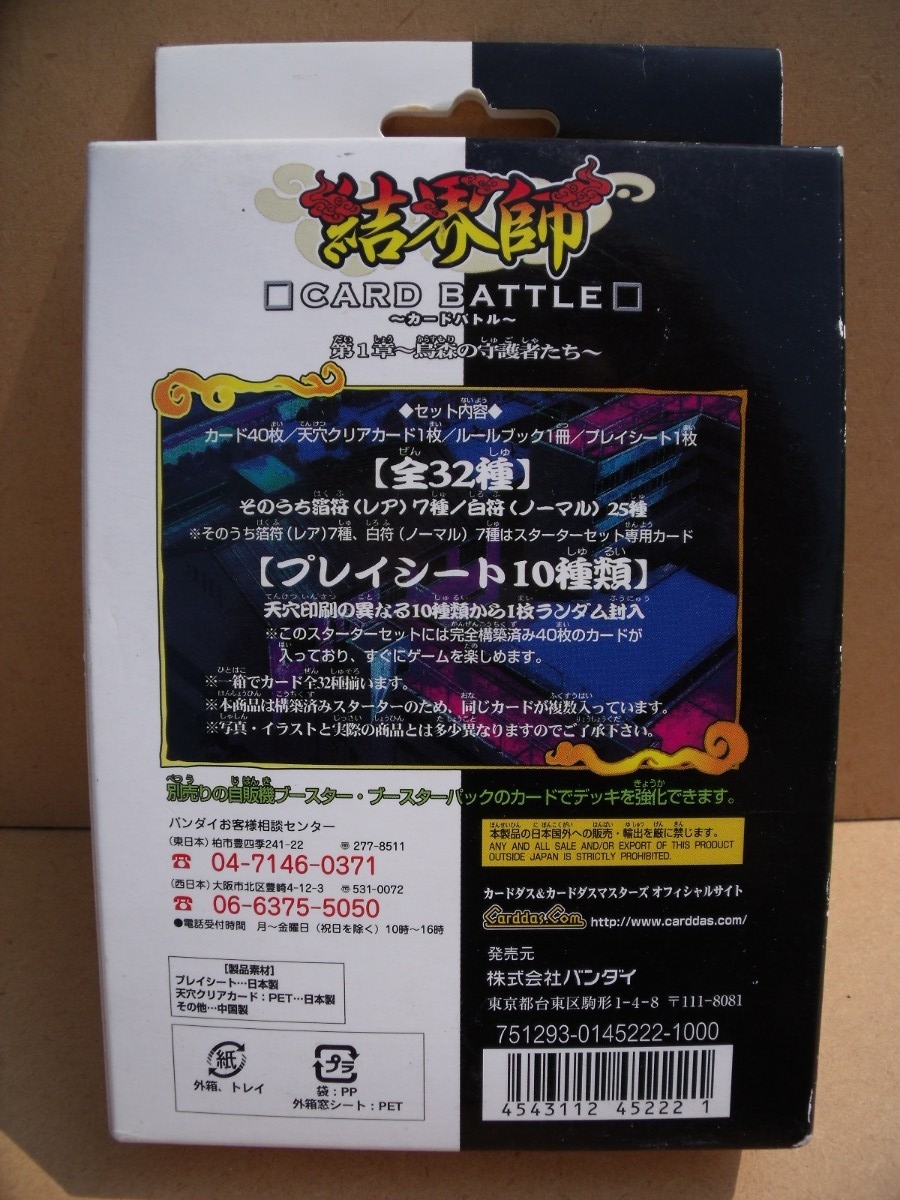 結界師
CARD BATTLE
～カードバトル～
第1章～烏森の守護者たち～
◆セット内容◆
カード40枚／天穴クリアカード1枚／ルールブック1冊／プレイシート1枚
【全32種】
そのうち箔符(レア)7種／白符(ノーマル) 25種
※そのうち箔符(レア)7種、白符(ノーマル) 7種はスターターセット専用カード
【プレイシート10種類】
天穴印刷の異なる10種類から1枚ランダム封入
※このスターターセットには完全構築済み40枚のカードが
入っており、すぐにゲームを楽しめます。
※一箱でカード全32種揃います。
※本商品は構築済みスターターのため、同じカードが複数入っています。
※写真・イラストと実際の商品とは多少異なりますのでご了承下さい。
別売りの自販機ブースター・ブースターパックのカードでデッキを強化できます。
バンダイお客様相談センター
(東日本) 柏市豊四季241-22 〒277-8511
☎ 04-7146-0371
(西日本) 大阪市北区豊崎4-12-3 〒531-0072
☎ 06-6375-5050
●電話受付時間 月～金曜日(祝日を除く)10時～16時
【製品素材】
プレイシート…日本製
天穴クリアカード：PET…日本製
その他…中国製
紙
外箱、トレイ
プラ
袋：PP
外箱窓シート：PET
本製品の日本国外への販売・輸出を厳に禁じます。
ANY AND ALL SALE AND/OR EXPORT OF THIS PRODUCT
OUTSIDE JAPAN IS STRICTLY PROHIBITED.
カードダス&カードダスマスターズ オフィシャルサイト
Carddas.Com http://www.carddas.com/
発売元
株式会社バンダイ
東京都台東区駒形1-4-8 〒111-8081
751293-0145222-1000
4543112 45222 1